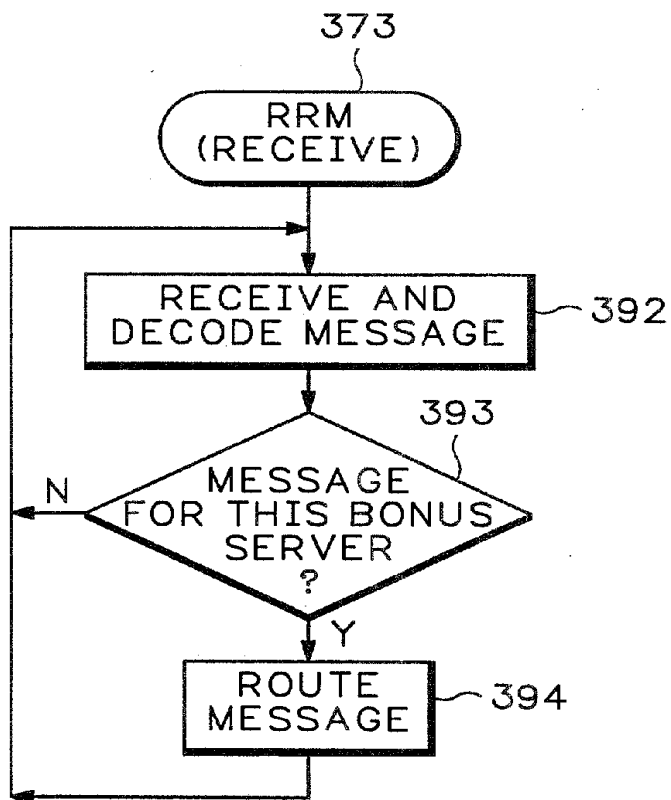 373
RRM
(RECEIVE)
RECEIVE AND
DECODE MESSAGE
392
393
MESSAGE
FOR THIS BONUS
SERVER
?
N
Y
ROUTE
MESSAGE
394